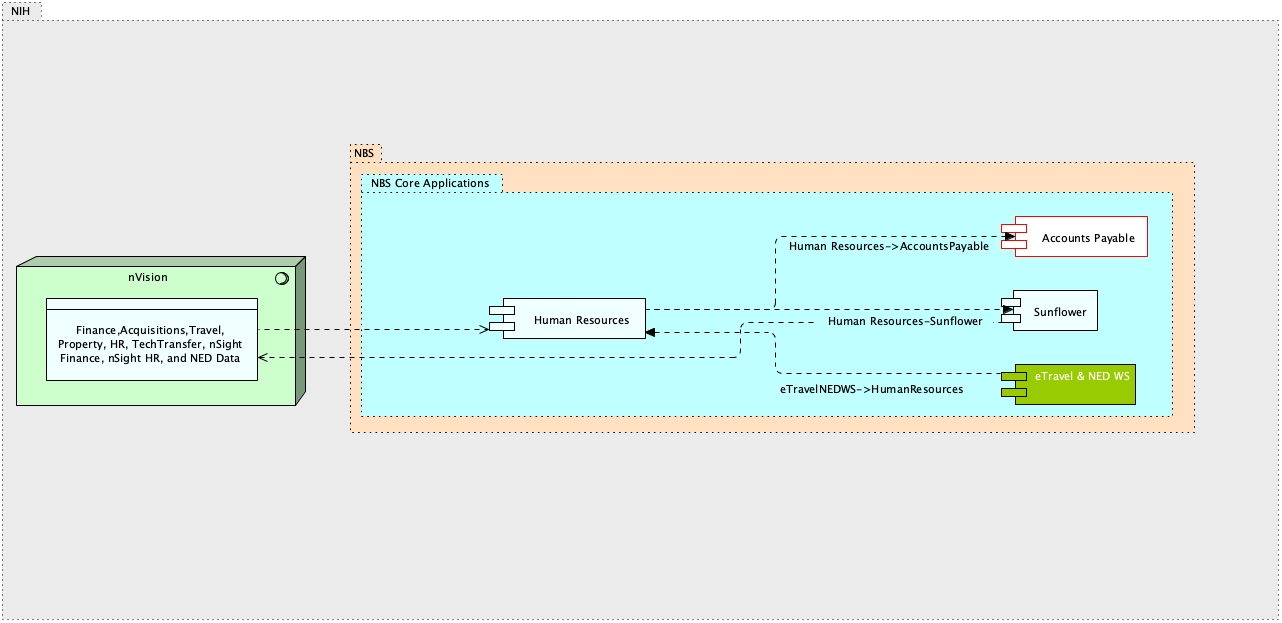 NIH
NBS
NBS Core Applications
Human Resources->AccountsPayable
Accounts Payable
nVision
Finance,Acquisitions,Travel,
Property, HR, TechTransfer, nSight
Finance, nSight HR, and NED Data
Human Resources
Human Resources-Sunflower
Sunflower
eTravelNEDWS->HumanResources
eTravel & NED WS